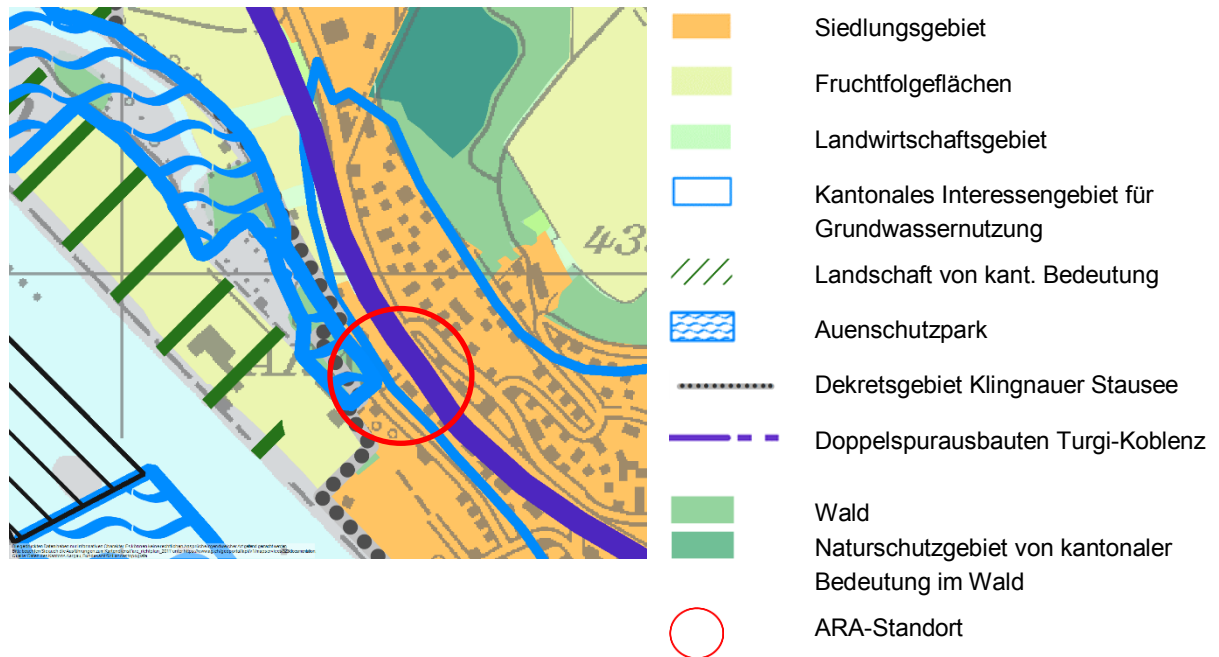 Siedlungsgebiet
Fruchtfolgeflächen
Landwirtschaftsgebiet
Kantonales Interessengebiet für
Grundwassernutzung
Landschaft von kant. Bedeutung
Auenschutzpark
Dekretsgebiet Klingnauer Stausee
Doppelspurausbauten Turgi-Koblenz
Wald
Naturschutzgebiet von kantonaler
Bedeutung im Wald
ARA-Standort